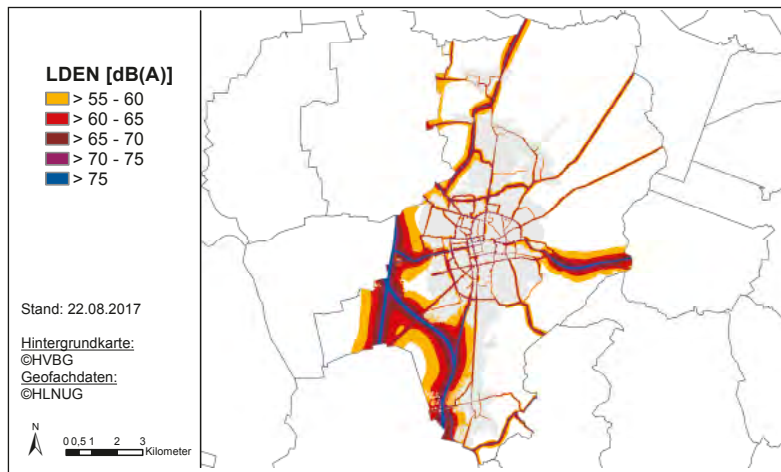 LDEN [dB(A)]
> 55 - 60
> 60 - 65
> 65 - 70
> 70 - 75
> 75
Stand: 22.08.2017
Hintergrundkarte:
©HVBG
Geofachdaten:
©HLNUG
N
0 0,5 1 2 3
Kilometer